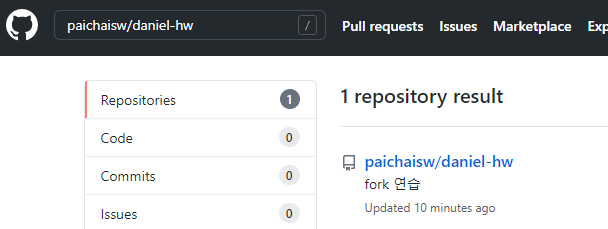 paichaisw/daniel-hw /
Pull requests Issues Marketplace Exp
Repositories 1
Code 0
Commits 0
Issues 0
1 repository result
paichaisw/daniel-hw
fork 연습
Updated 10 minutes ago